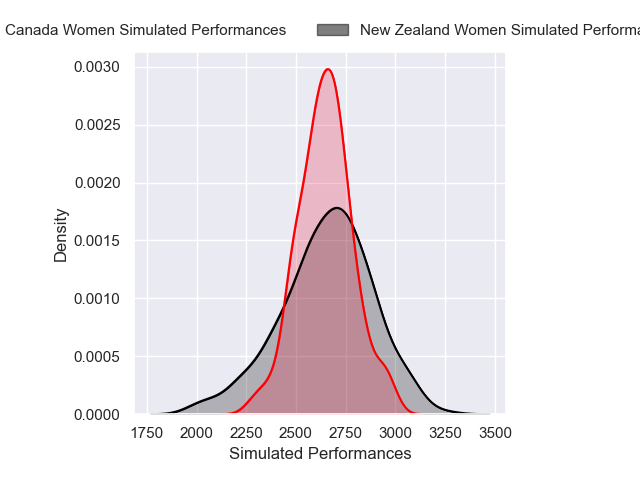 Canada Women Simulated Performances New Zealand Women Simulated
0.0030
0.0025
0.0020
0.0015
0.0010
0.0005
0.0000
Density
1750 2000 2250 2500 2750 3000 3250 3500
Simulated Performances